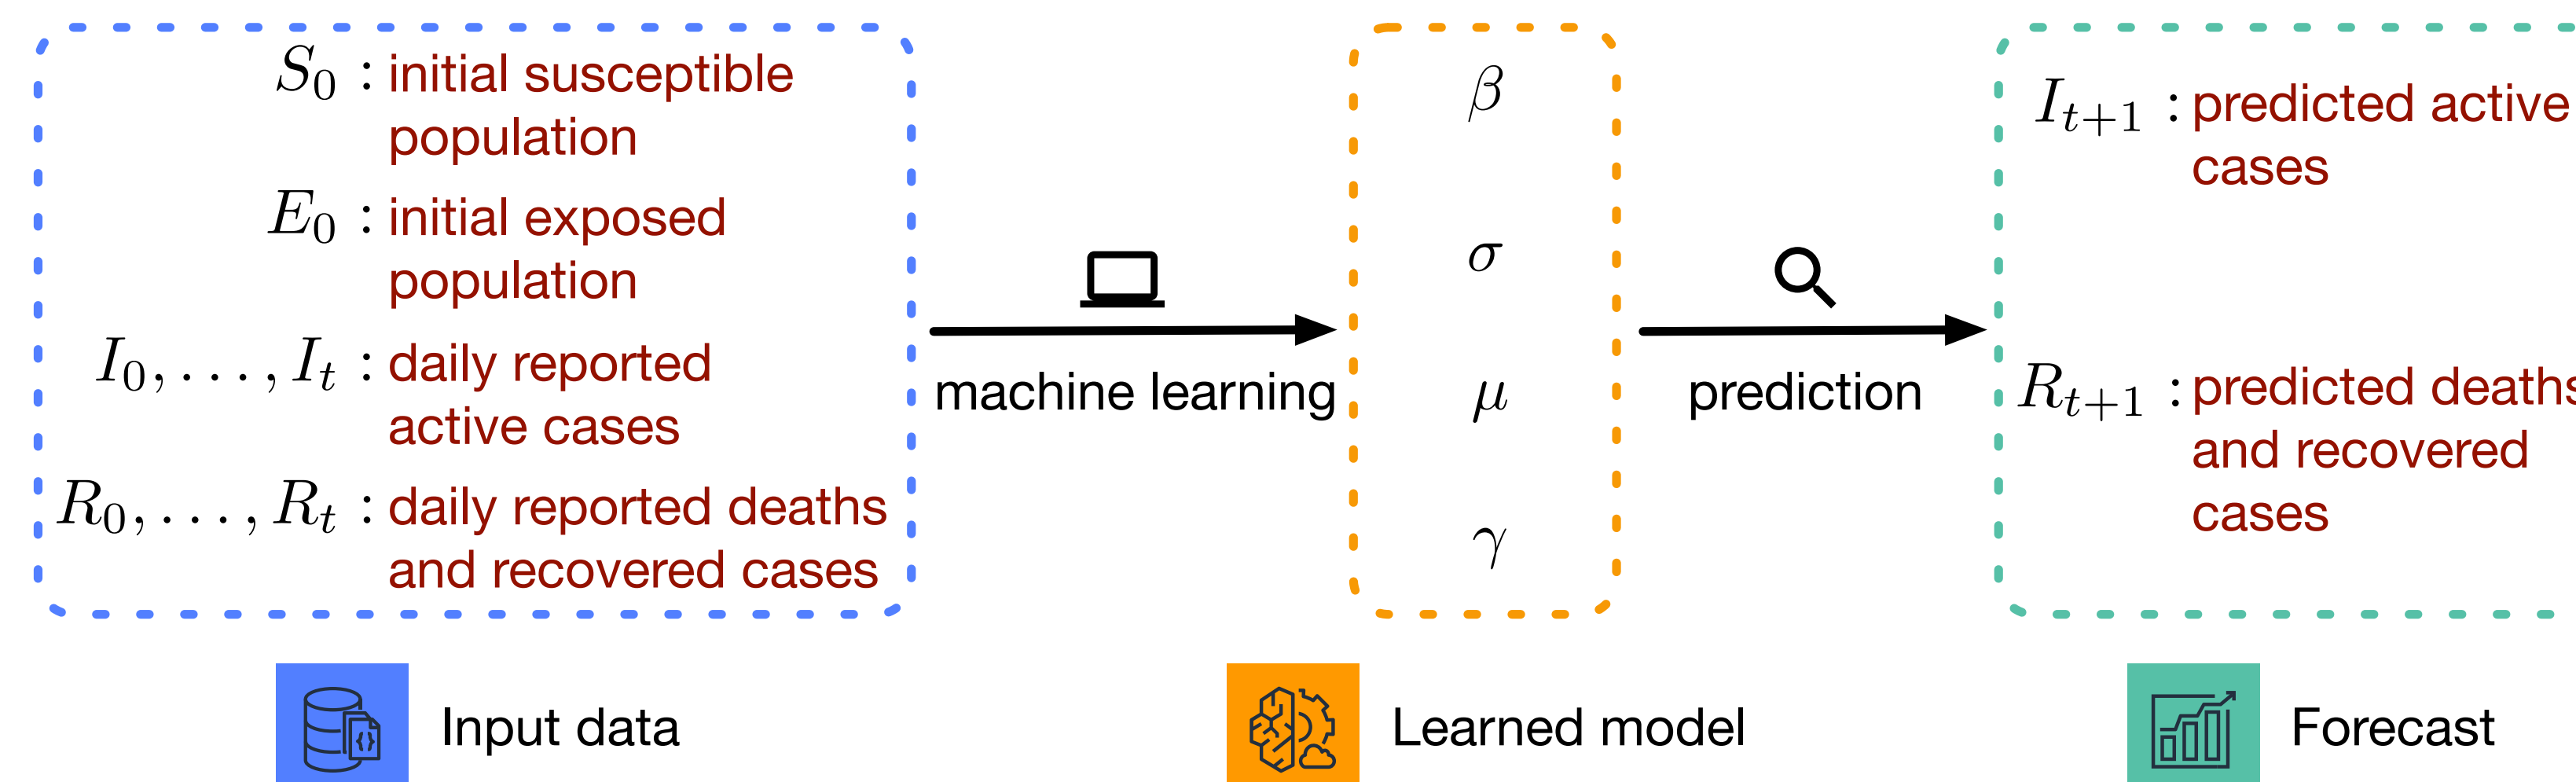 S₀ : initial susceptible
population
E₀ : initial exposed
population
I₀, . . . , Iₜ : daily reported
active cases
R₀, . . . , Rₜ : daily reported deaths
and recovered cases
machine learning
β
σ
μ
γ
prediction
Iₜ₊₁ : predicted active
cases
Rₜ₊₁ : predicted deaths
and recovered
cases
Input data
Learned model
Forecast